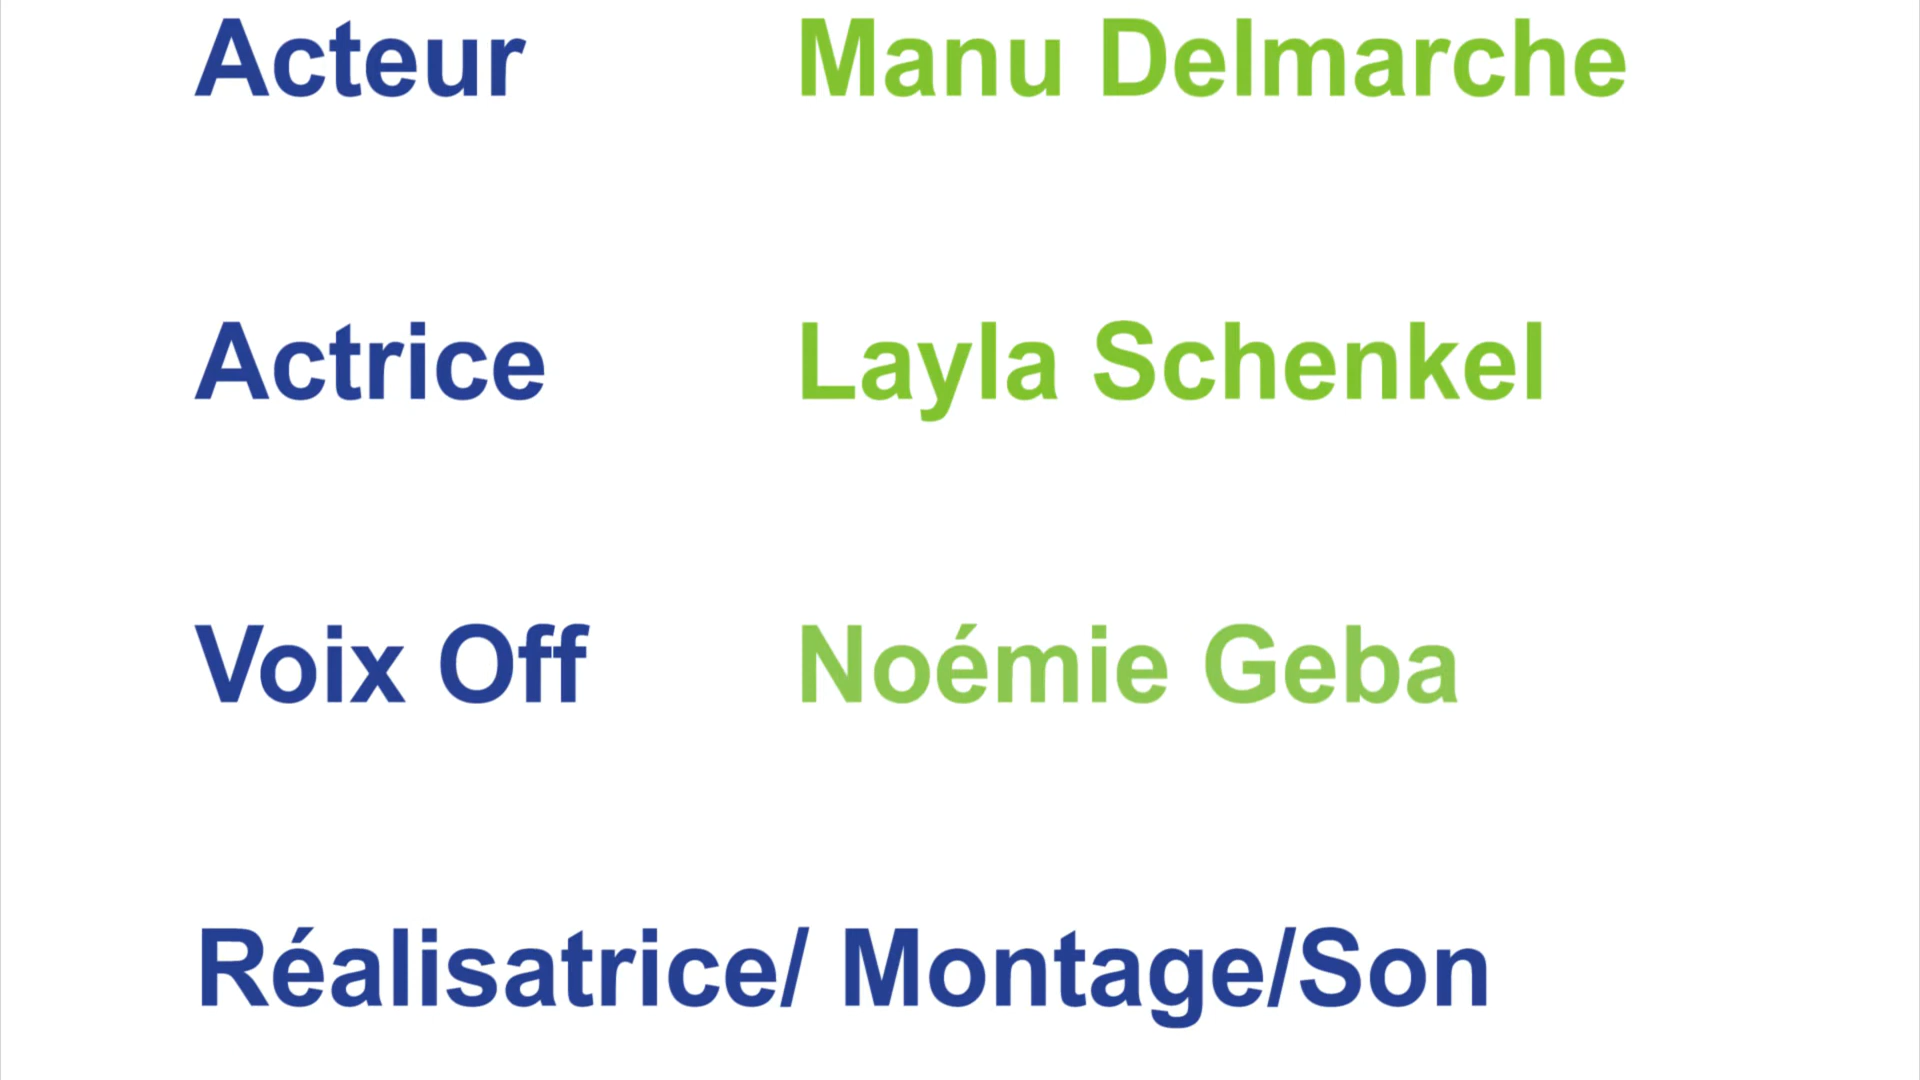 Acteur Manu Delmarche
Actrice Layla Schenkel
Voix Off Noémie Geba
Réalisatrice/ Montage/Son